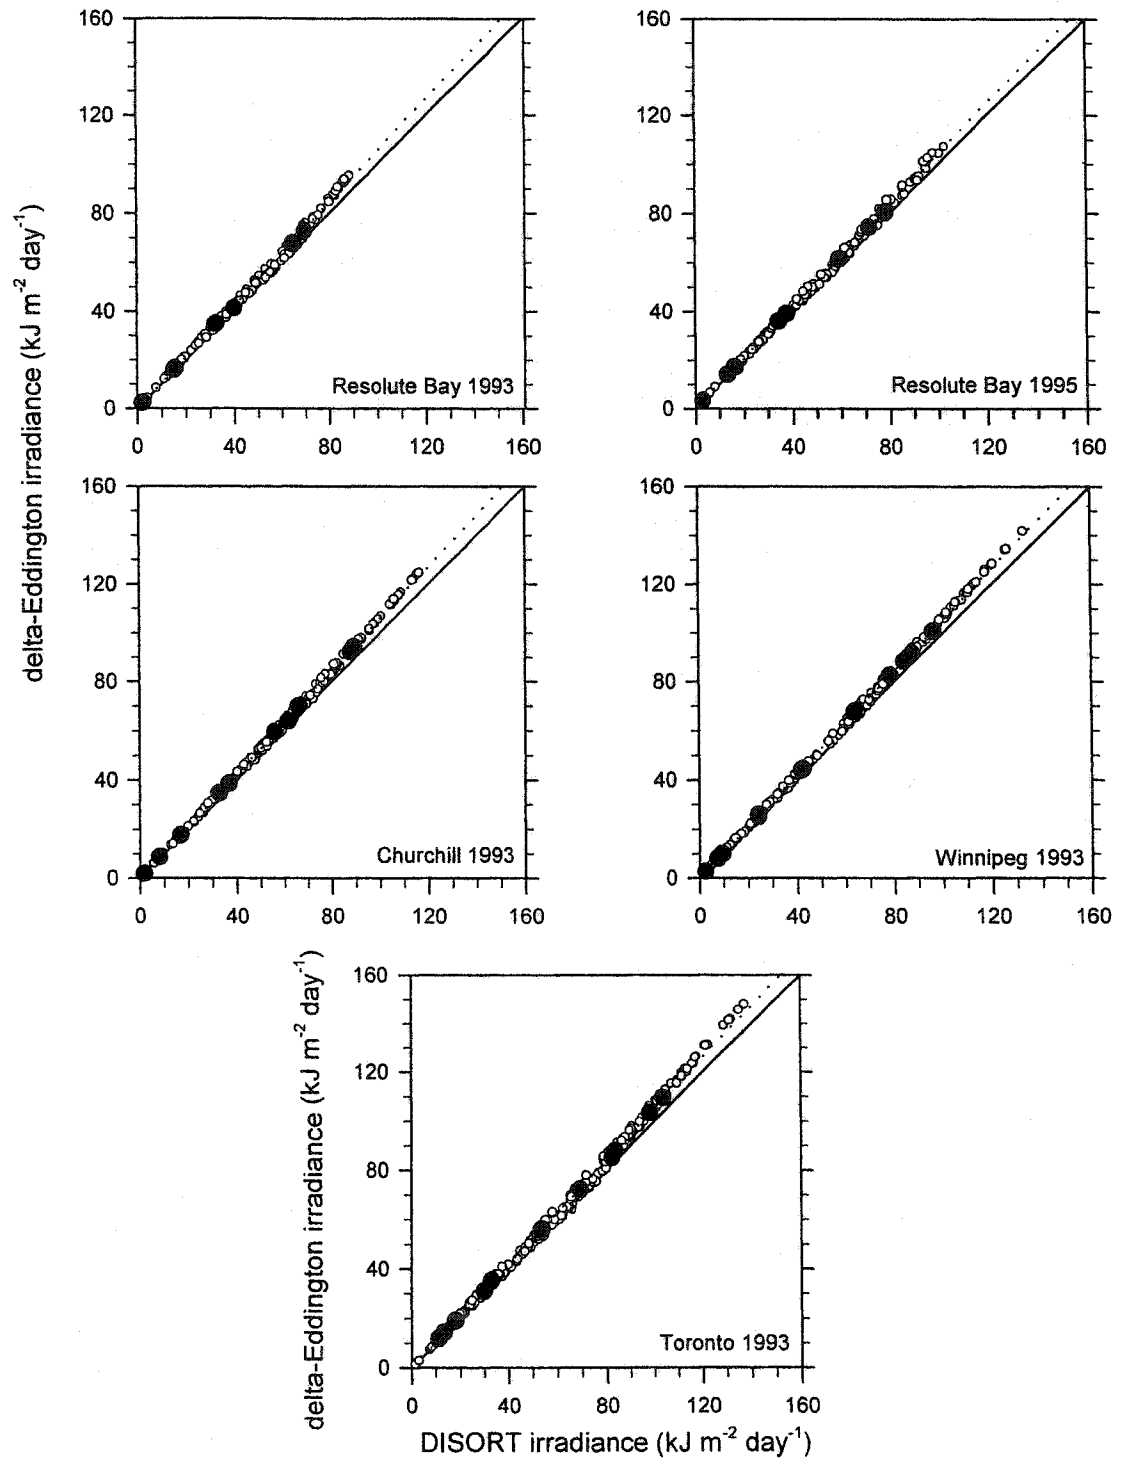 160
120
80
40
0
0 40 80 120 160
Resolute Bay 1993
160
120
80
40
0
0 40 80 120 160
Resolute Bay 1995
delta-Eddington irradiance (kJ m-2 day-1)
160
120
80
40
0
0 40 80 120 160
Churchill 1993
160
120
80
40
0
0 40 80 120 160
Winnipeg 1993
delta-Eddington irradiance (kJ m-2 day-1)
160
120
80
40
0
0 40 80 120 160
Toronto 1993
DISORT irradiance (kJ m-2 day-1)